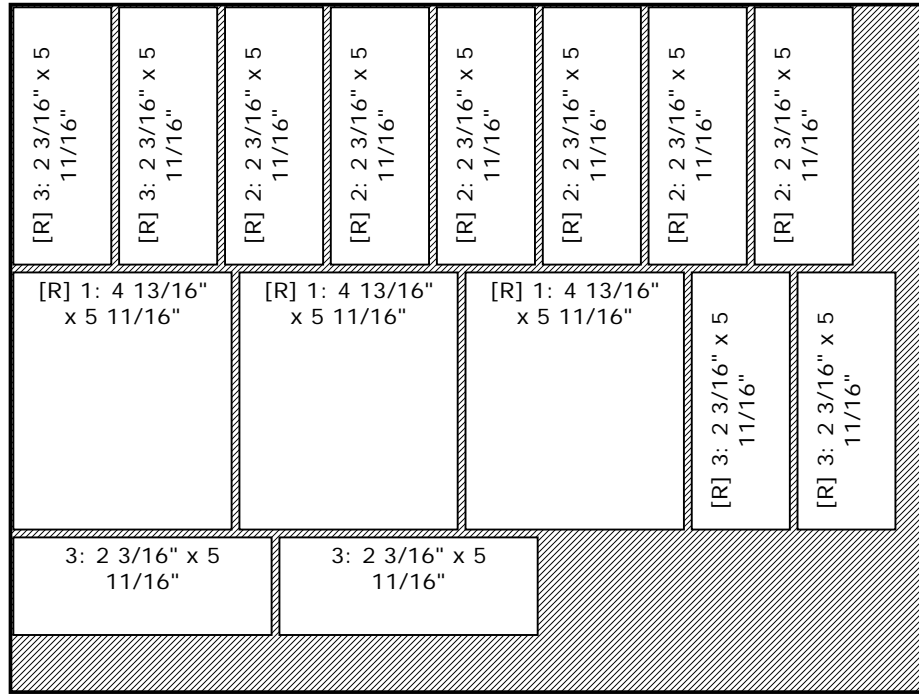 [R] 3: 2 3/16" x 5
11/16"
[R] 3: 2 3/16" x 5
11/16"
[R] 2: 2 3/16" x 5
11/16"
[R] 2: 2 3/16" x 5
11/16"
[R] 2: 2 3/16" x 5
11/16"
[R] 2: 2 3/16" x 5
11/16"
[R] 2: 2 3/16" x 5
11/16"
[R] 2: 2 3/16" x 5
11/16"
[R] 1: 4 13/16"
x 5 11/16"
[R] 1: 4 13/16"
x 5 11/16"
[R] 1: 4 13/16"
x 5 11/16"
[R] 3: 2 3/16" x 5
11/16"
[R] 3: 2 3/16" x 5
11/16"
3: 2 3/16" x 5
11/16"
3: 2 3/16" x 5
11/16"